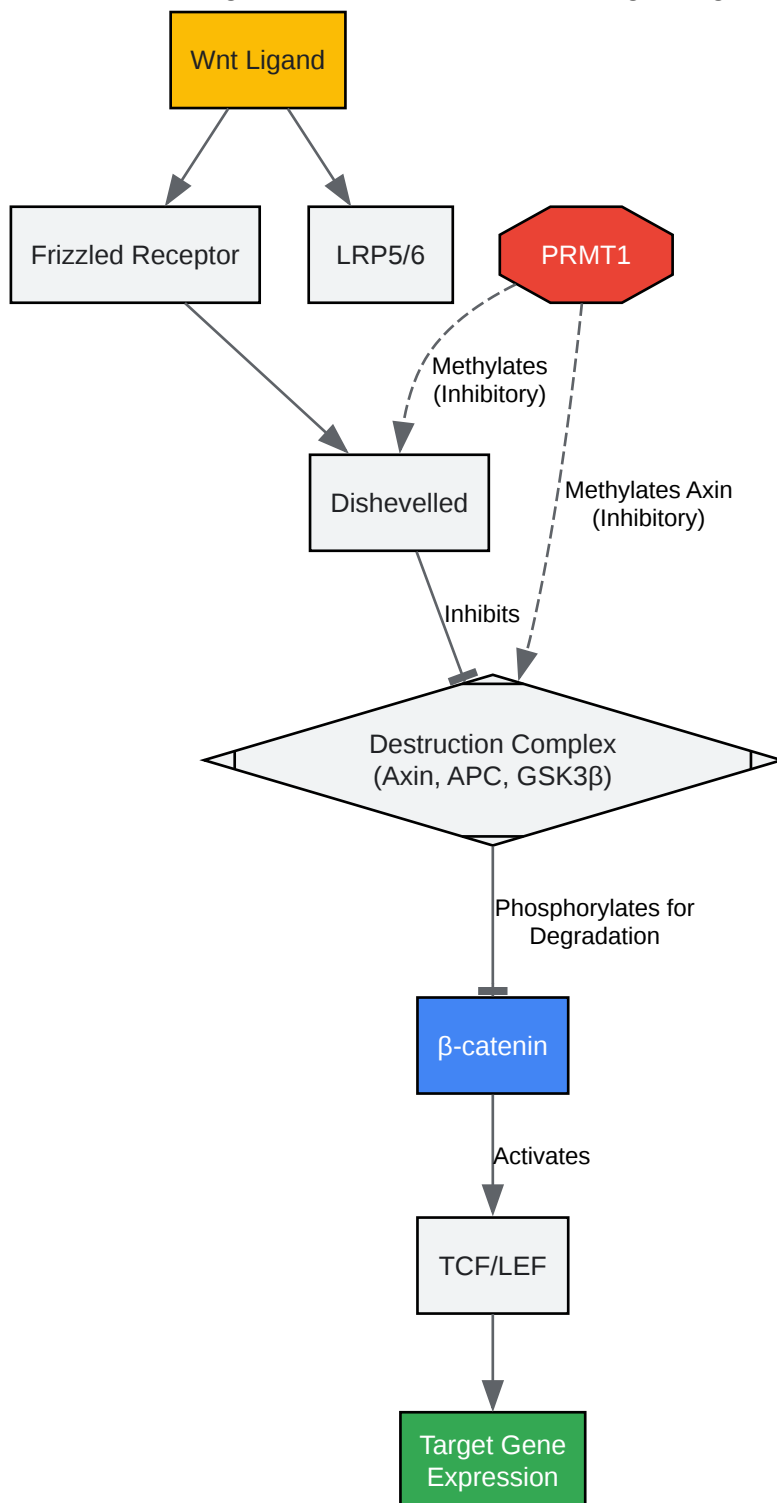 Wnt Ligand
Frizzled Receptor
LRP5/6
PRMT1
Methylates
(Inhibitory)
Methylates Axin
(Inhibitory)
Dishevelled
Inhibits
Destruction Complex
(Axin, APC, GSK3β)
Phosphorylates for
Degradation
β-catenin
Activates
TCF/LEF
Target Gene
Expression